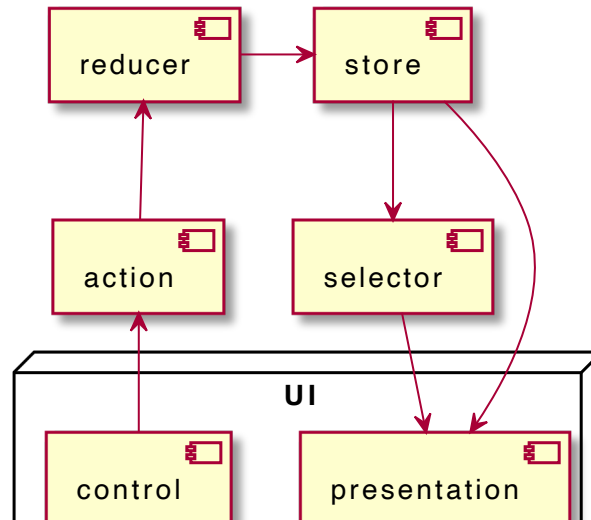 reducer
store
action
selector
UI
control
presentation